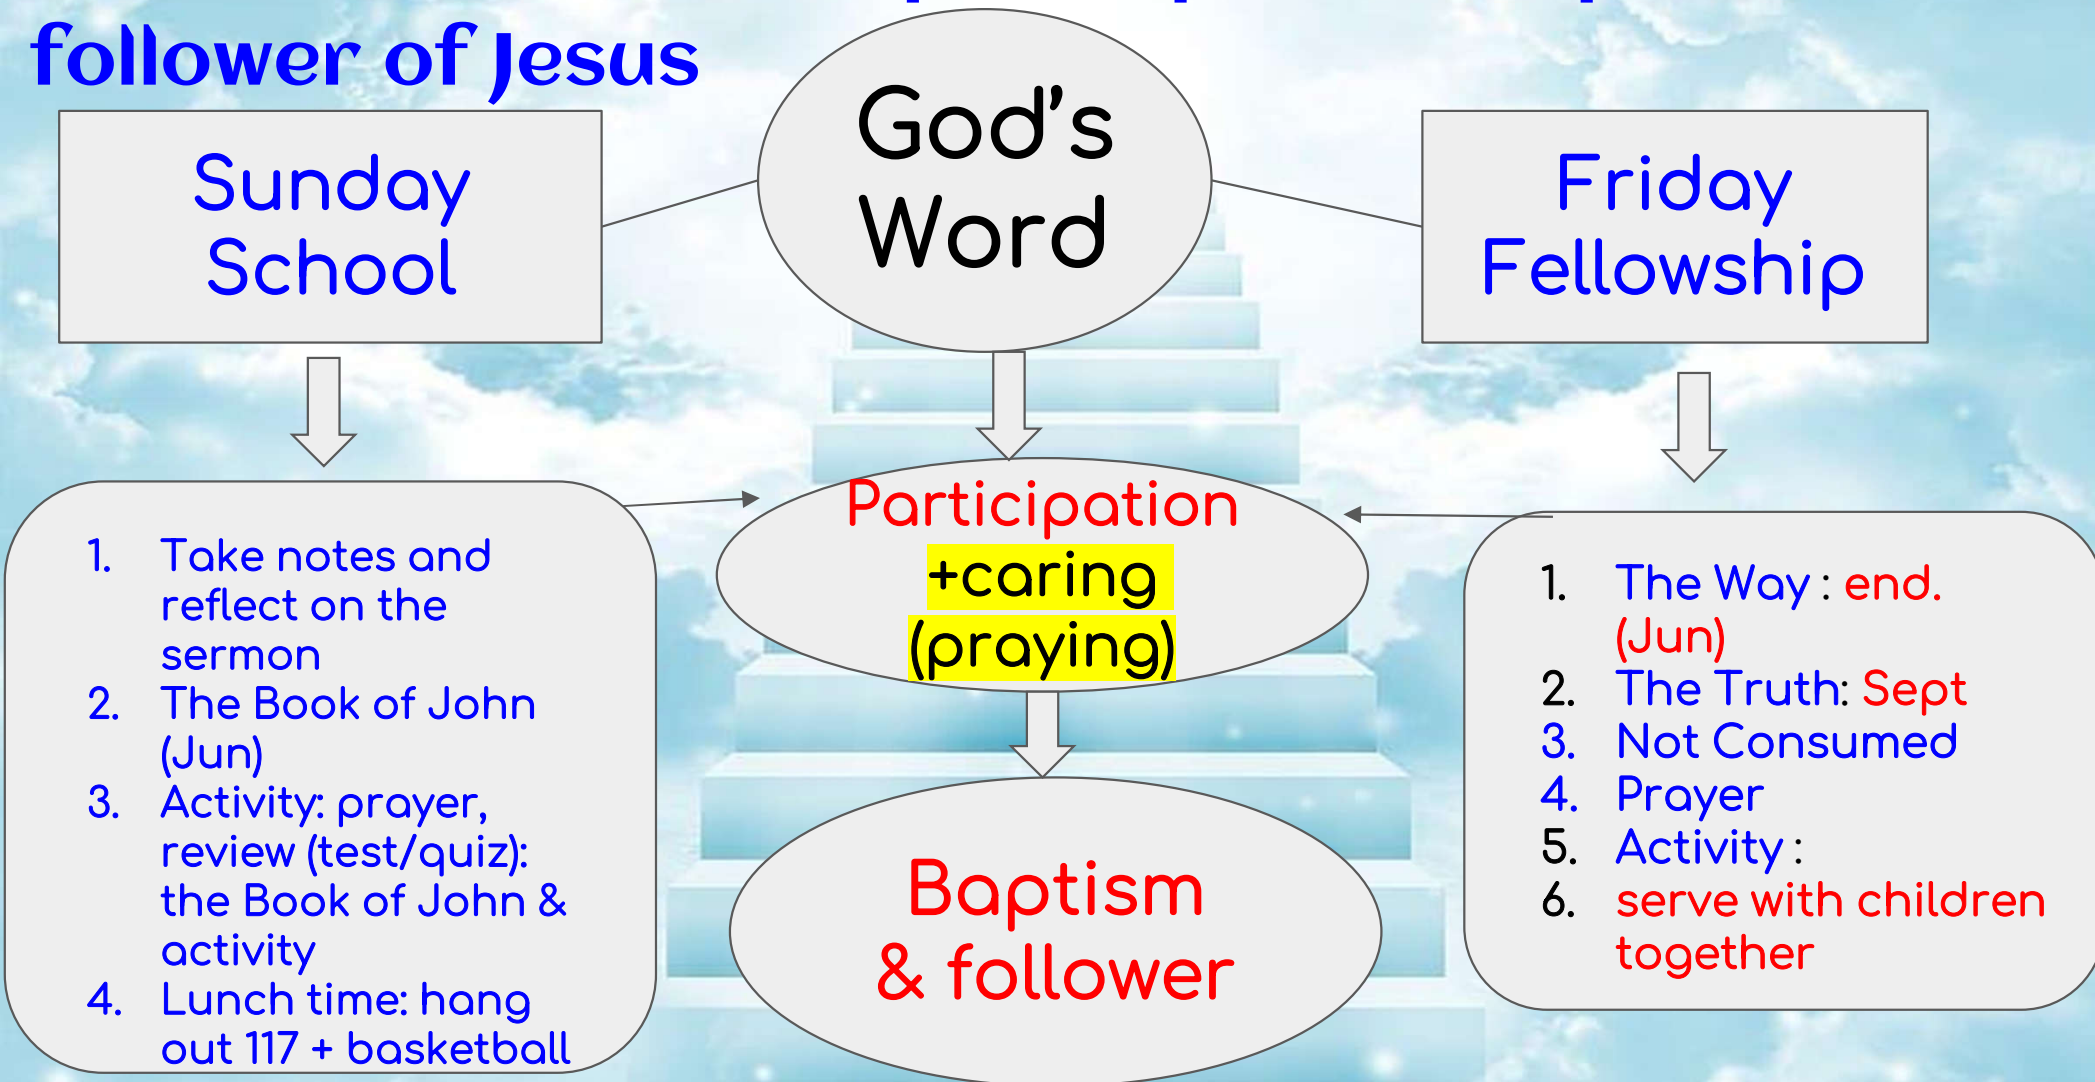 follower of Jesus
God's
Word
Sunday
School
Friday
Fellowship
Participation
+caring
(praying)
Baptism
& follower
1. Take notes and
reflect on the
sermon
2. The Book of John
(Jun)
3. Activity: prayer,
review (test/quiz):
the Book of John &
activity
4. Lunch time: hang
out 117 + basketball
1. The Way : end.
(Jun)
2. The Truth: Sept
3. Not Consumed
4. Prayer
5. Activity :
6. serve with children
together